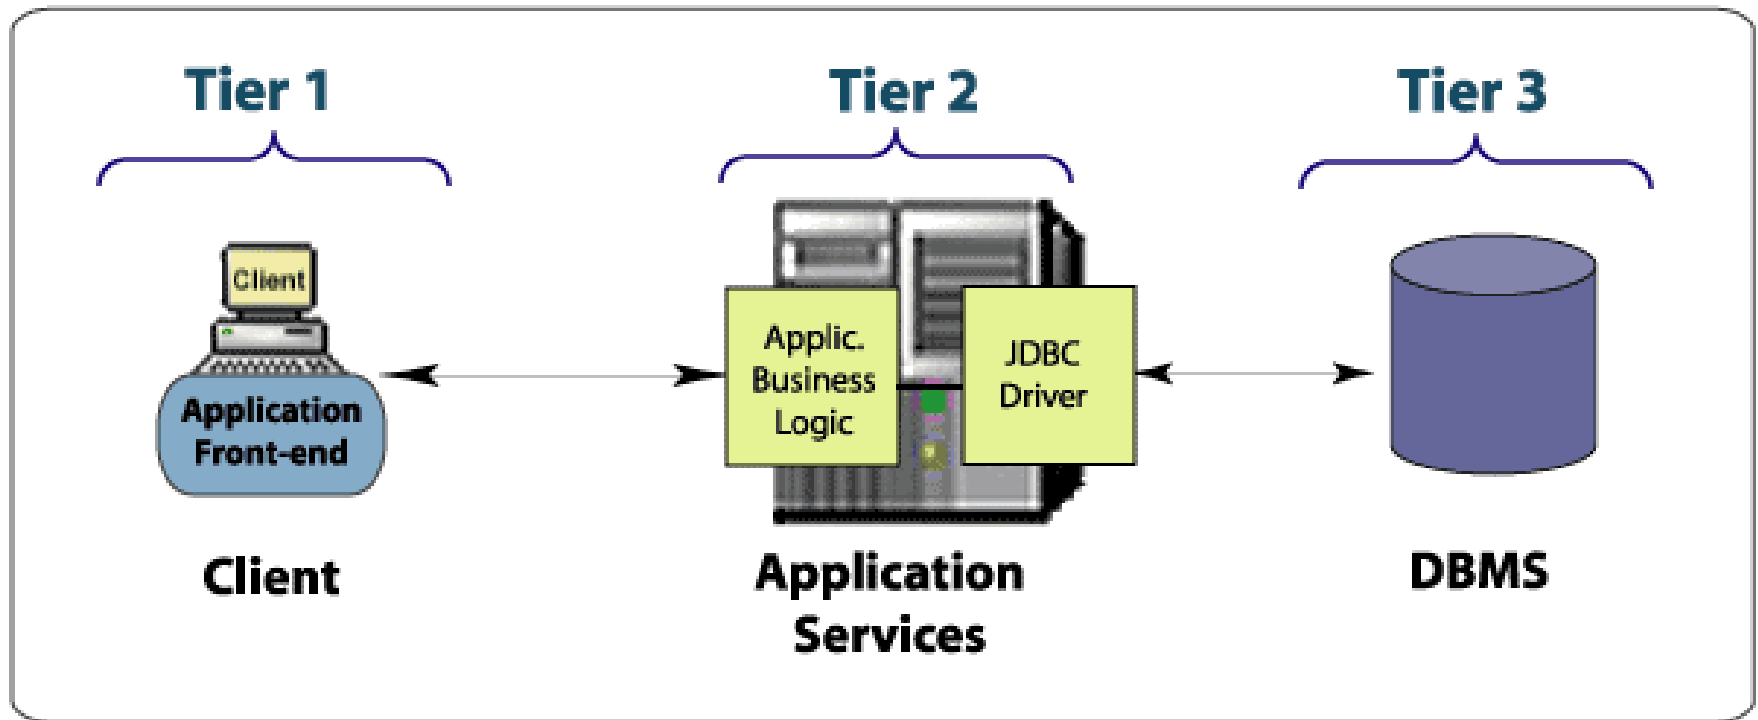 Tier 1
Tier 2
Tier 3
Client
Application
Front-end
Applic.
Business
Logic
JDBC
Driver
Client
Application
Services
DBMS